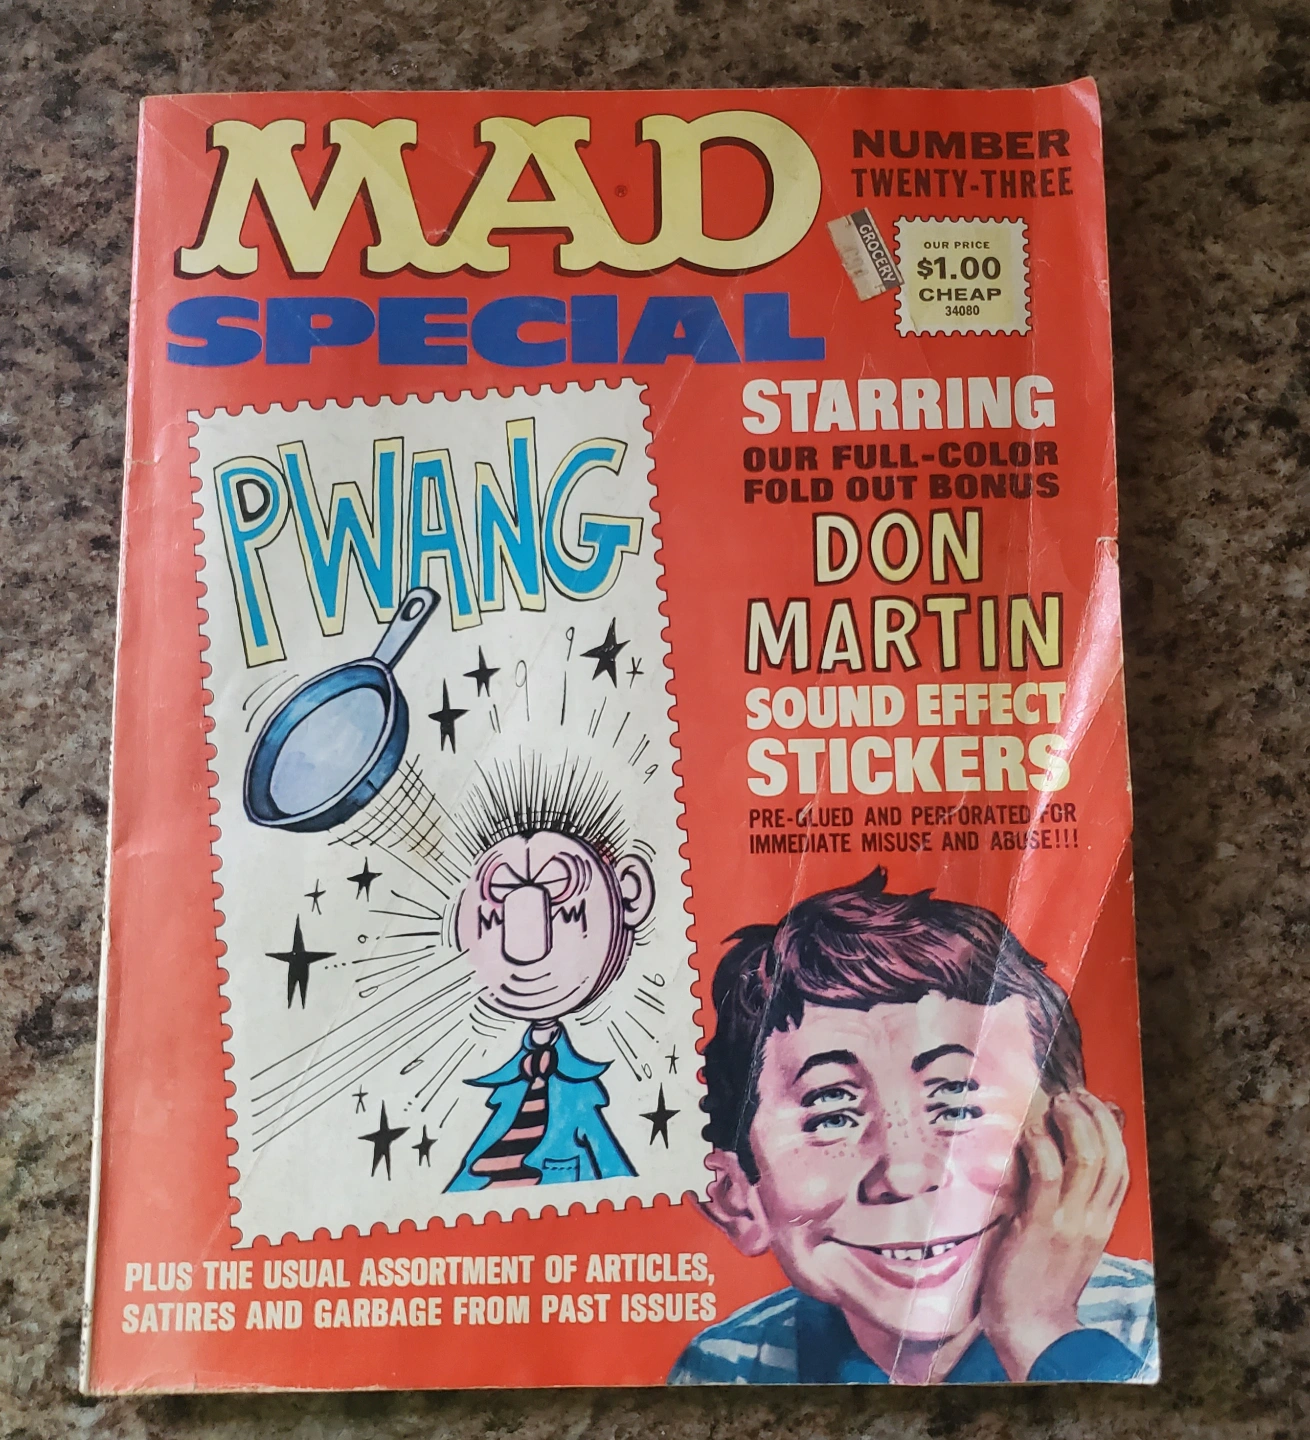 MAD
SPECIAL
NUMBER
TWENTY-THREE
GROCERY
OUR PRICE
$1.00
CHEAP
34080
STARRING
OUR FULL-COLOR
FOLD OUT BONUS
DON
MARTIN
SOUND EFFECT
STICKERS
PRE-GLUED AND PERFORATED FOR
IMMEDIATE MISUSE AND ABUSE!!!
PWANG
PLUS THE USUAL ASSORTMENT OF ARTICLES,
SATIRES AND GARBAGE FROM PAST ISSUES